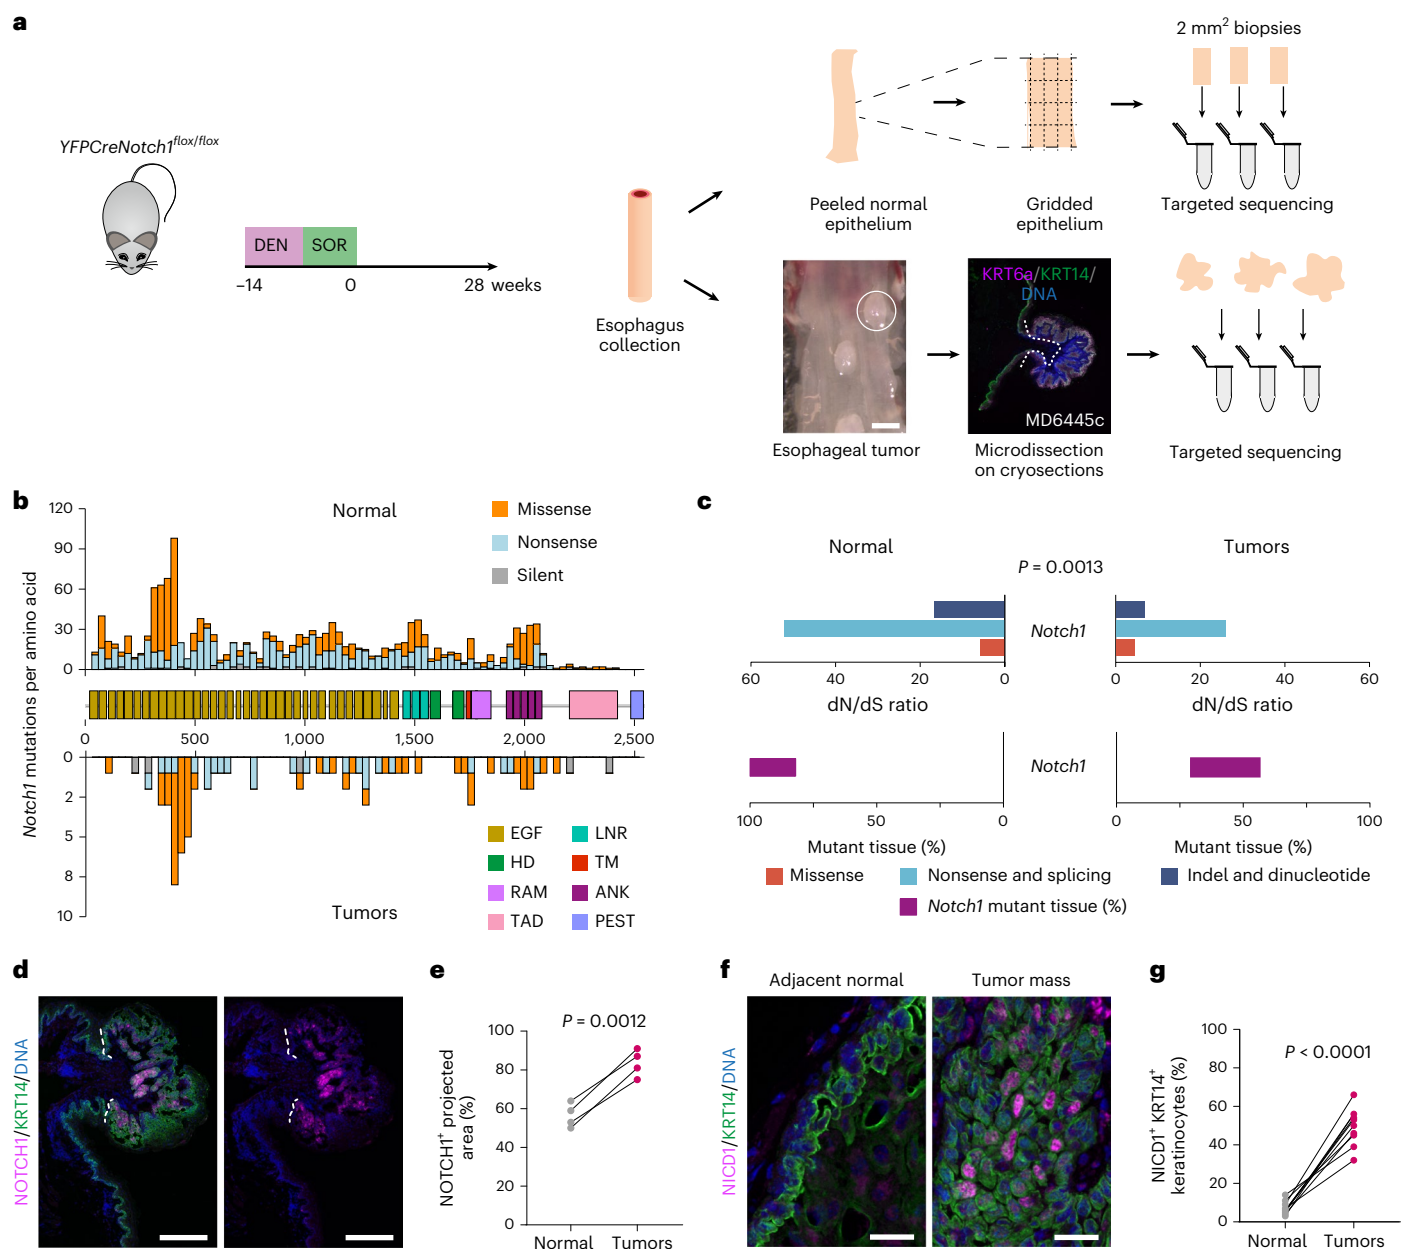 a
YFPCreNotch1flox/flox
DEN SOR
–14 0 28 weeks
Esophagus
collection
Peeled normal
epithelium
Gridded
epithelium
2 mm2 biopsies
Targeted sequencing
Esophageal tumor
KRT6a/KRT14/
DNA
MD6445c
Microdissection
on cryosections
Targeted sequencing
b
Notch1 mutations per amino acid
Normal
Missense
Nonsense
Silent
120
90
60
30
0
0 500 1,000 1,500 2,000 2,500
0
2
5
8
10
EGF LNR
HD TM
RAM ANK
TAD PEST
Tumors
c
Normal Tumors
P = 0.0013
Notch1
60 40 20 0 0 20 40 60
dN/dS ratio dN/dS ratio
Notch1
100 50 0 0 50 100
Mutant tissue (%) Mutant tissue (%)
Missense Nonsense and splicing Indel and dinucleotide
Notch1 mutant tissue (%)
d
NOTCH1/KRT14/DNA
e
P = 0.0012
NOTCH1+ projected
area (%)
100
80
60
40
20
0
Normal Tumors
f
Adjacent normal Tumor mass
NICD1/KRT14/DNA
g
P < 0.0001
NICD1+ KRT14+
keratinocytes (%)
100
80
60
40
20
0
Normal Tumors